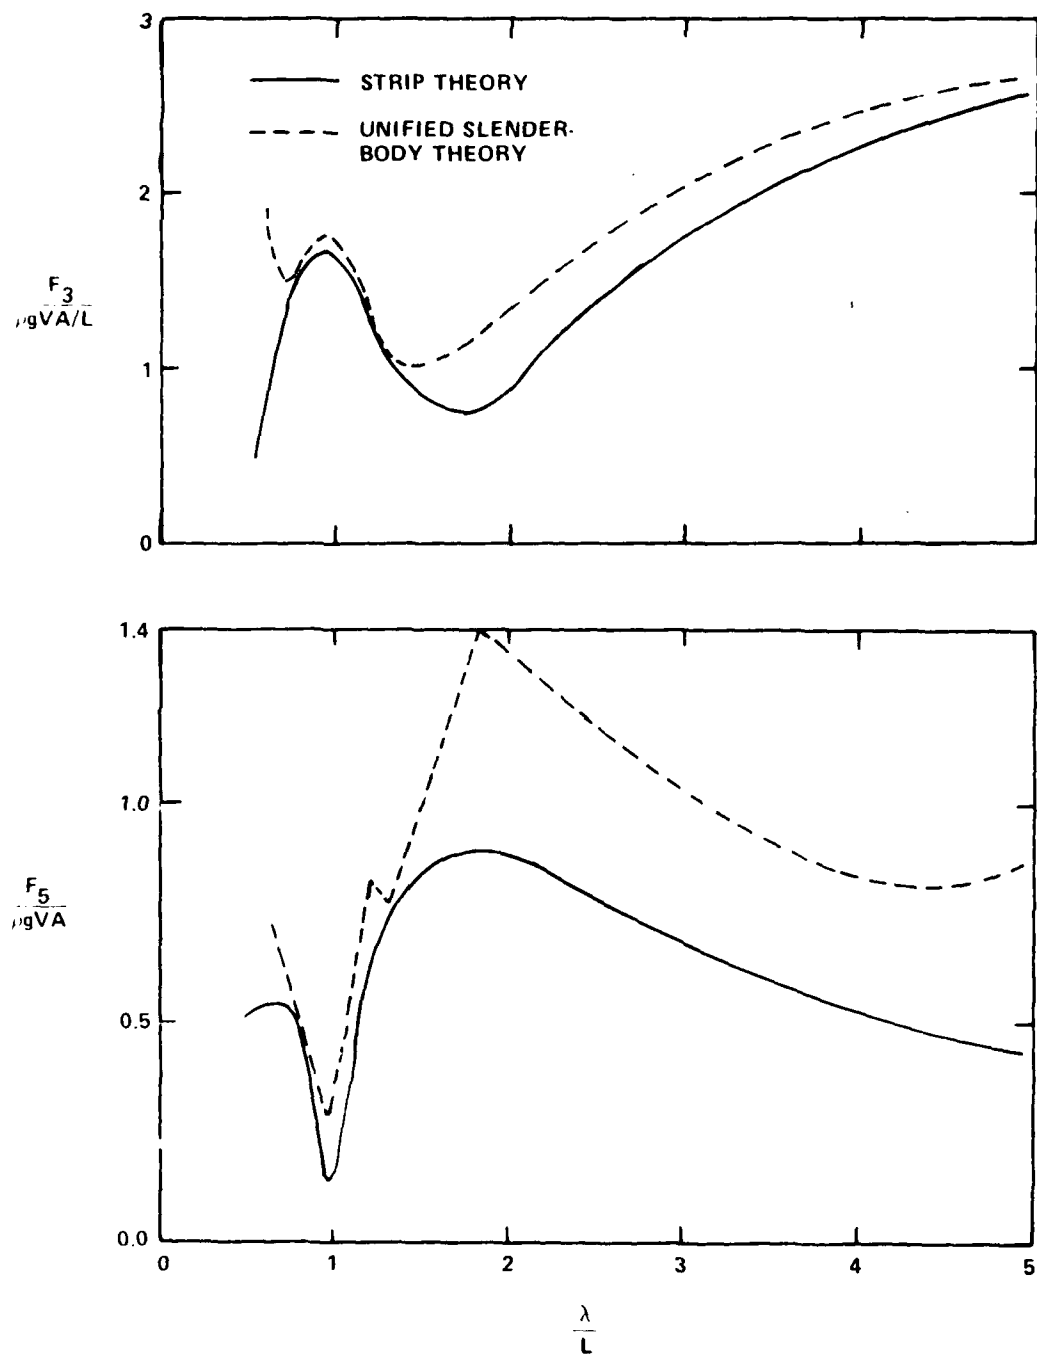 3
STRIP THEORY
UNIFIED SLENDER-
BODY THEORY
2
F3
ρgVA/L
1
0
1.4
1.0
F5
ρgVA
0.5
0.0
0 1 2 3 4 5
λ
L